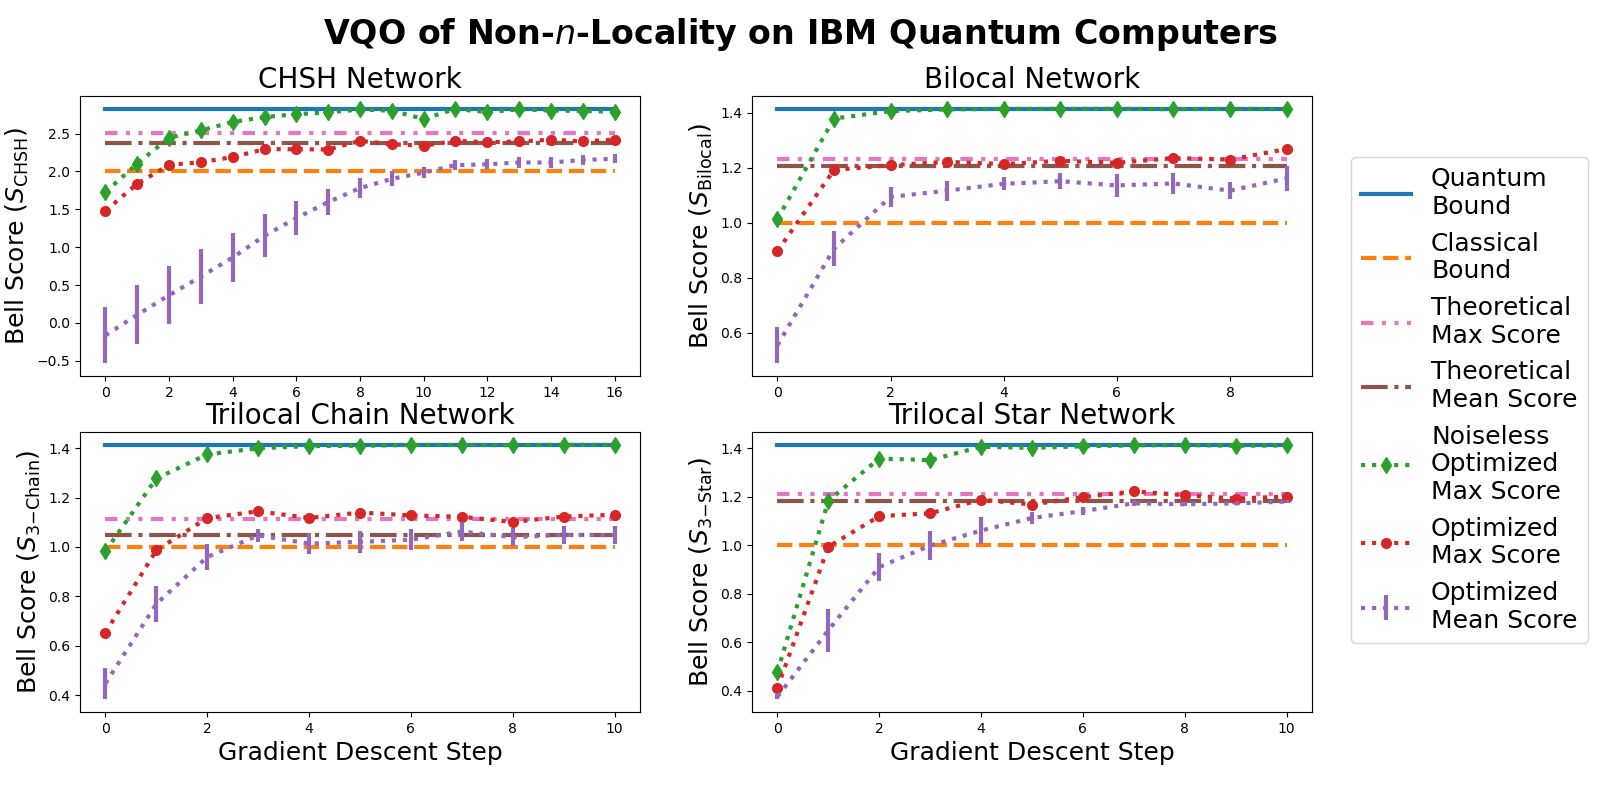 VQO of Non-n-Locality on IBM Quantum Computers
CHSH Network
Bell Score (S_CHSH)
2.5
2.0
1.5
1.0
0.5
0.0
−0.5
0 2 4 6 8 10 12 14 16
Bilocal Network
Bell Score (S_Bilocal)
1.4
1.2
1.0
0.8
0.6
0 2 4 6 8
Trilocal Chain Network
Bell Score (S_3−Chain)
1.4
1.2
1.0
0.8
0.6
0.4
0 2 4 6 8 10
Gradient Descent Step
Trilocal Star Network
Bell Score (S_3−Star)
1.4
1.2
1.0
0.8
0.6
0.4
0 2 4 6 8 10
Gradient Descent Step
Quantum
Bound
Classical
Bound
Theoretical
Max Score
Theoretical
Mean Score
Noiseless
Optimized
Max Score
Optimized
Max Score
Optimized
Mean Score